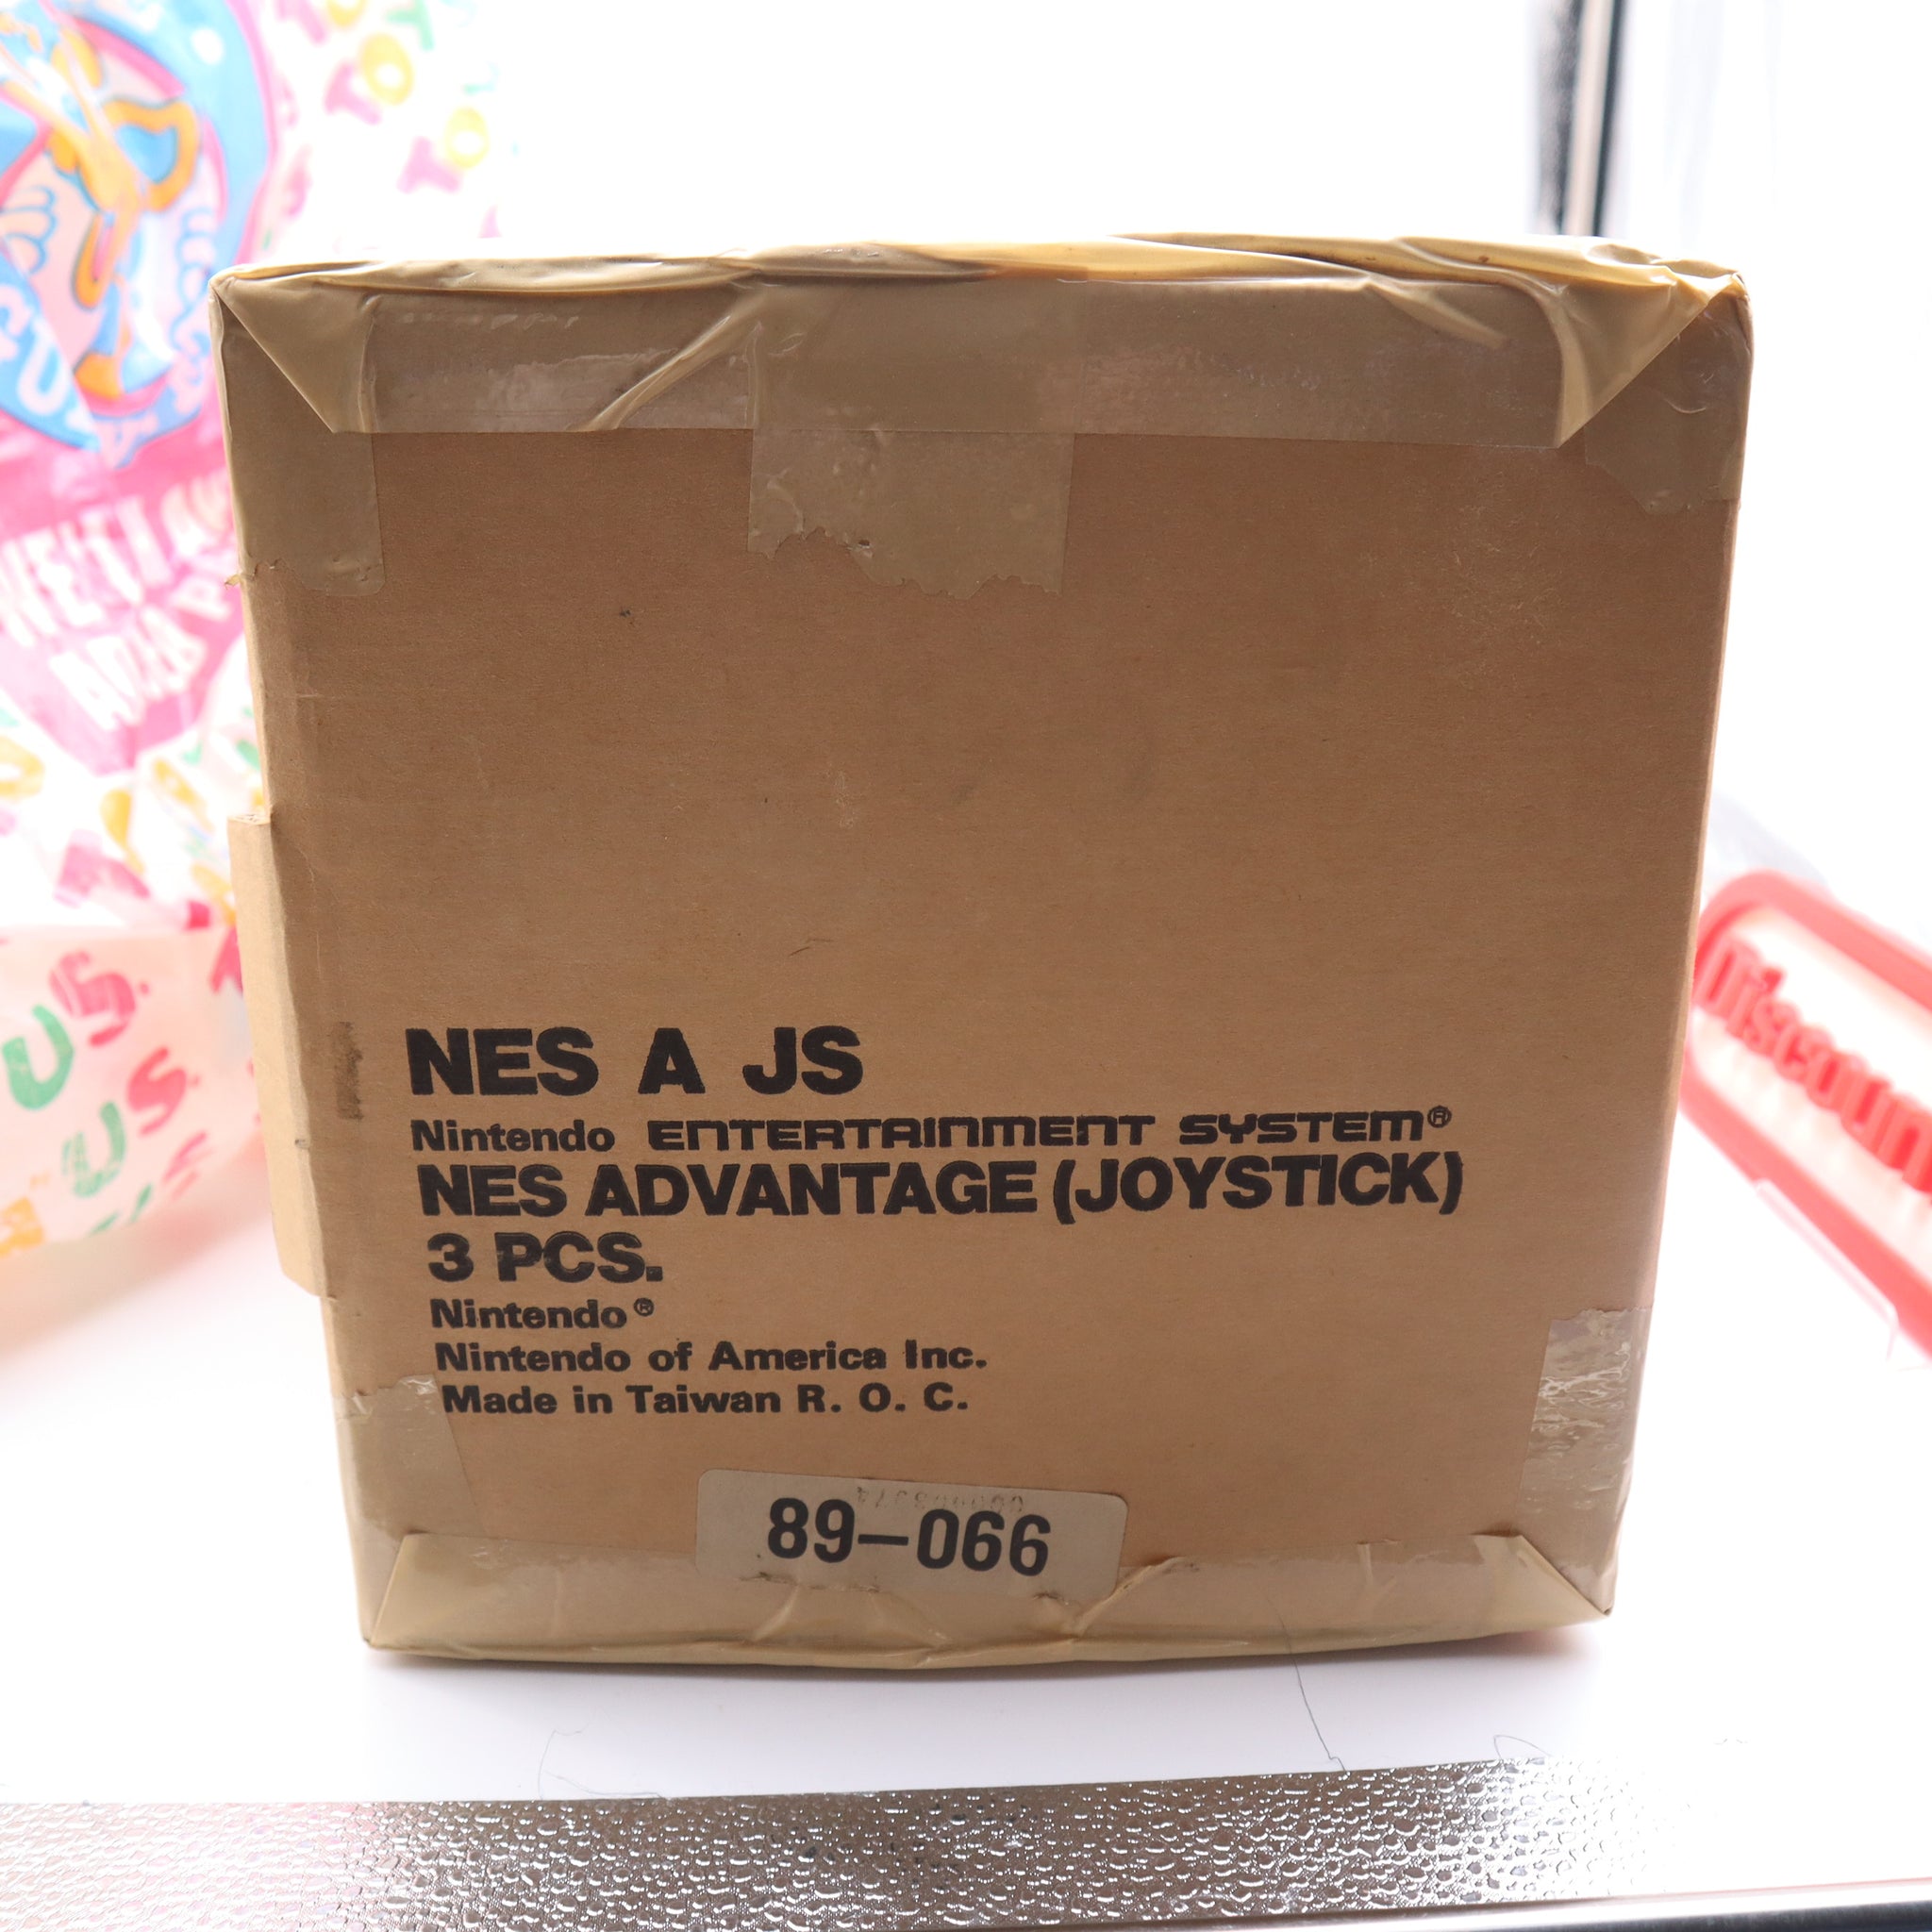 NES A JS
Nintendo ENTERTAINMENT SYSTEM®
NES ADVANTAGE (JOYSTICK)
3 PCS.
Nintendo®
Nintendo of America Inc.
Made in Taiwan R. O. C.
89-066
Discoun
U.S.
U.S.